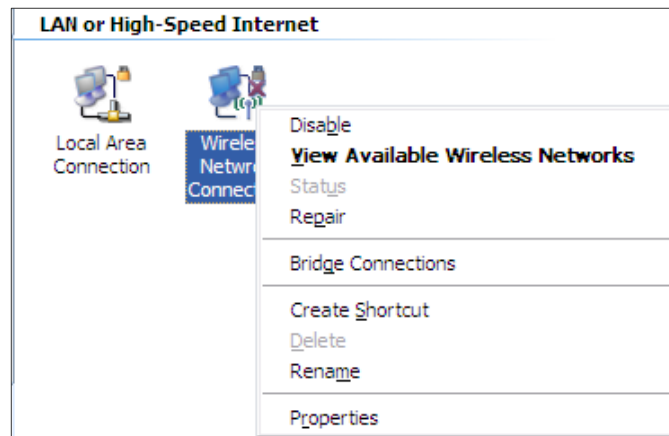 LAN or High-Speed Internet
Local Area
Connection
Disable
View Available Wireless Networks
Status
Repair
Bridge Connections
Create Shortcut
Delete
Rename
Properties